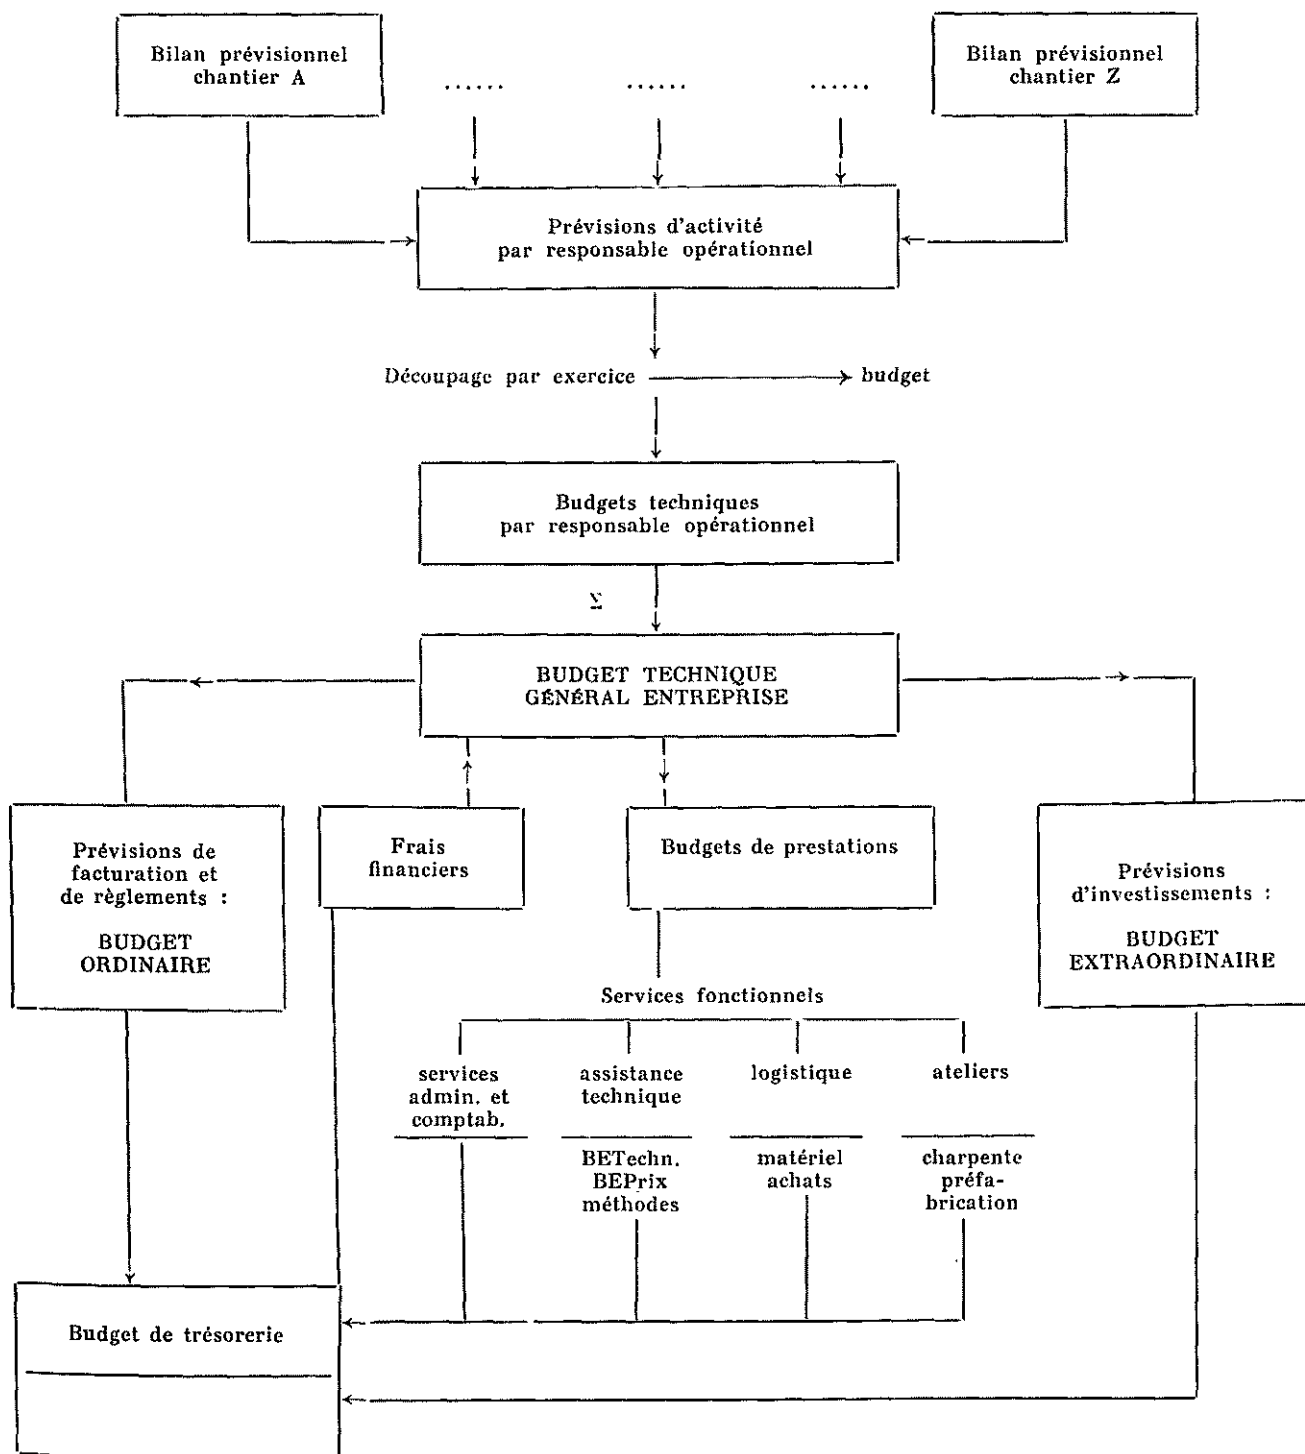 Bilan prévisionnel
chantier A
......
......
......
Bilan prévisionnel
chantier Z
Prévisions d'activité
par responsable opérationnel
Découpage par exercice
budget
Budgets techniques
par responsable opérationnel
Σ
BUDGET TECHNIQUE
GÉNÉRAL ENTREPRISE
Prévisions de
facturation et
de règlements :
BUDGET
ORDINAIRE
Frais
financiers
Budgets de prestations
Prévisions
d'investissements :
BUDGET
EXTRAORDINAIRE
Services fonctionnels
services
admin. et
comptab.
assistance
technique
logistique
ateliers
BETechn.
BEPrix
méthodes
matériel
achats
charpente
préfa-
brication
Budget de trésorerie